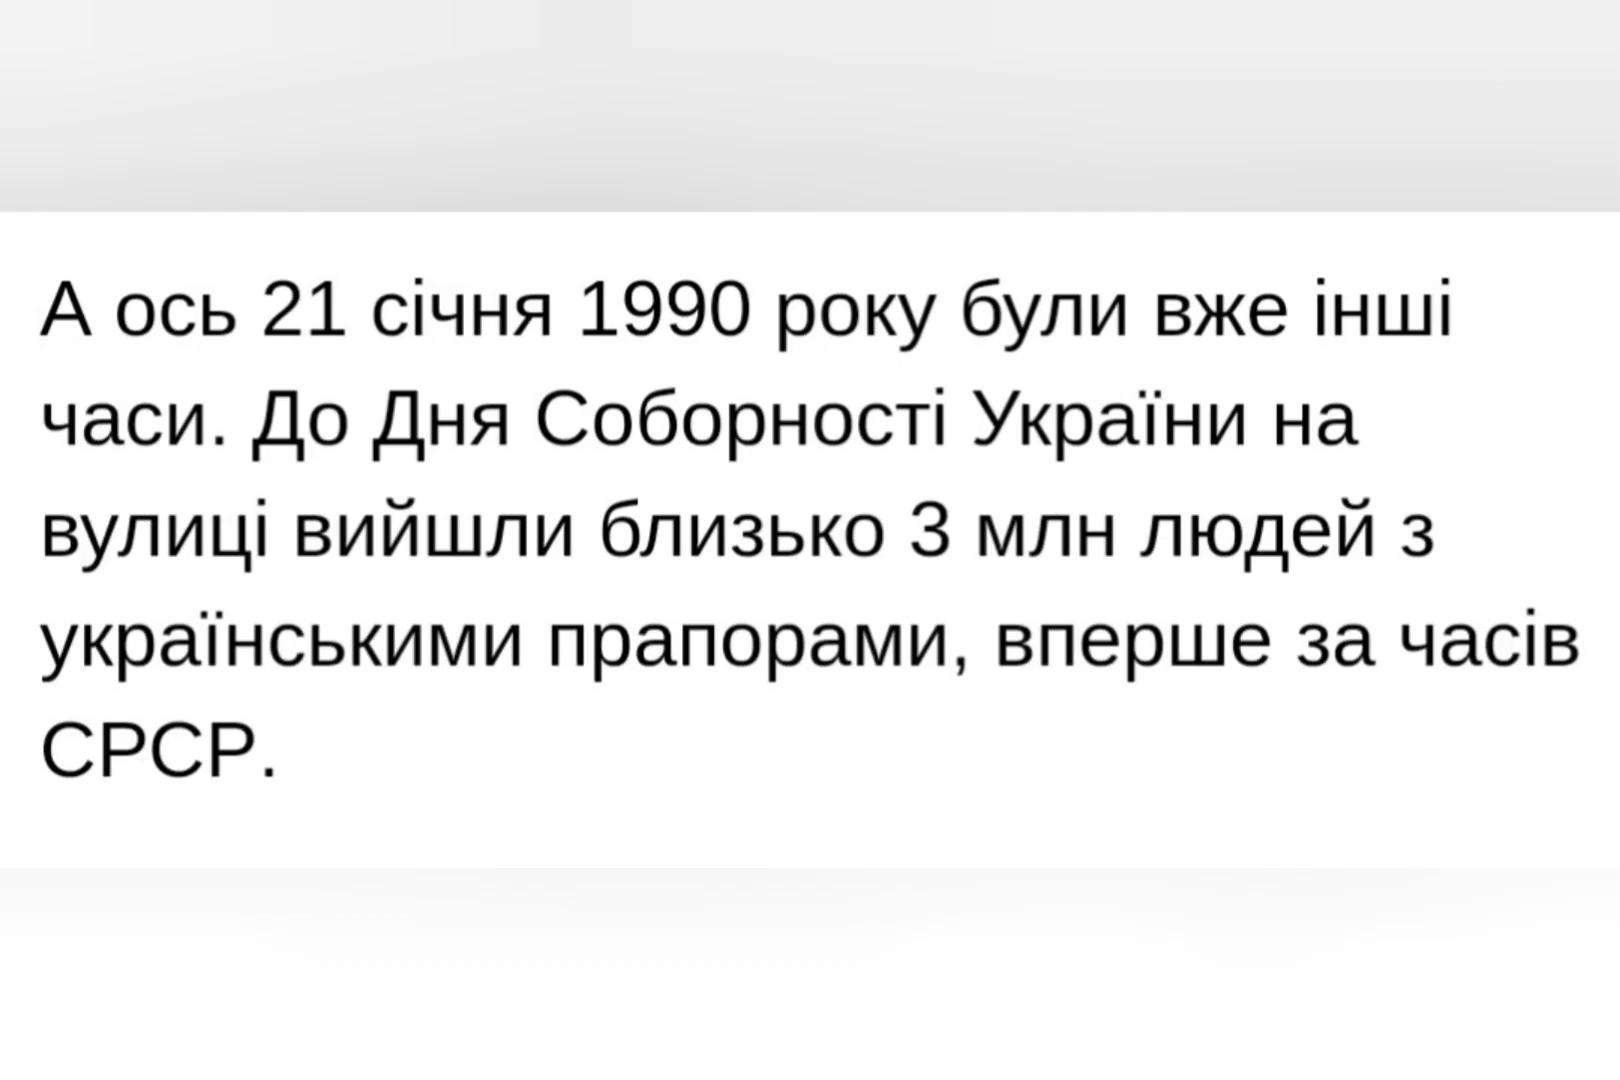 А ось 21 січня 1990 року були вже інші
часи. До Дня Соборності України на
вулиці вийшли близько 3 млн людей з
українськими прапорами, вперше за часів
СРСР.